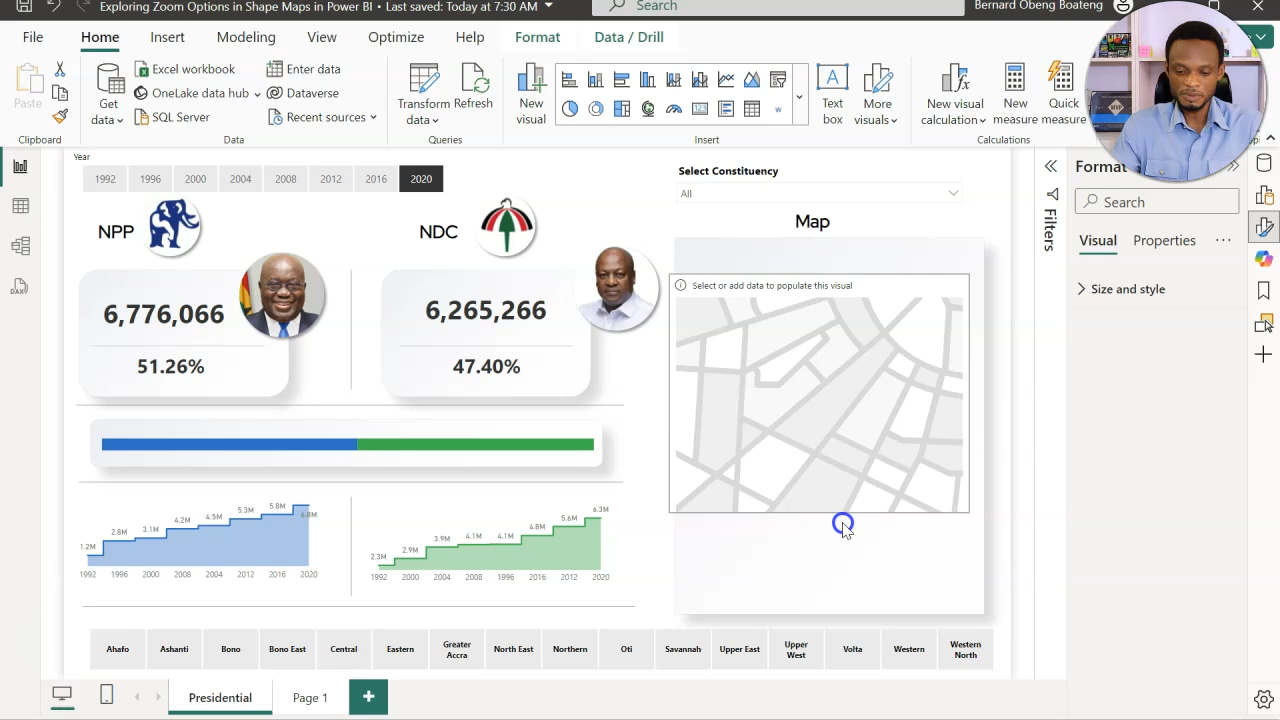 Exploring Zoom Options in Shape Maps in Power BI • Last saved: Today at 7:30 AM
Search
Bernard Obeng Boateng
File
Home
Insert
Modeling
View
Optimize
Help
Format
Data / Drill
Paste
Clipboard
Get data
Excel workbook
OneLake data hub
SQL Server
Enter data
Dataverse
Recent sources
Data
Transform data
Refresh
Queries
New visual
Text box
More visuals
Insert
New visual calculation
New measure
Quick measure
Calculations
Year
1992
1996
2000
2004
2008
2012
2016
2020
NPP
NDC
6,776,066
51.26%
6,265,266
47.40%
Select Constituency
All
Map
Select or add data to populate this visual
1.2M
2.8M
3.1M
4.2M
4.5M
5.3M
5.8M
6.8M
1992
1996
2000
2008
2004
2012
2016
2020
2.3M
2.9M
3.9M
4.1M
4.1M
4.8M
5.6M
6.3M
1992
2000
2004
2008
1996
2016
2012
2020
Ahafo
Ashanti
Bono
Bono East
Central
Eastern
Greater
Accra
North East
Northern
Oti
Savannah
Upper East
Upper
West
Volta
Western
Western
North
Presidential
Page 1
Filters
Format
Search
Visual
Properties
Size and style